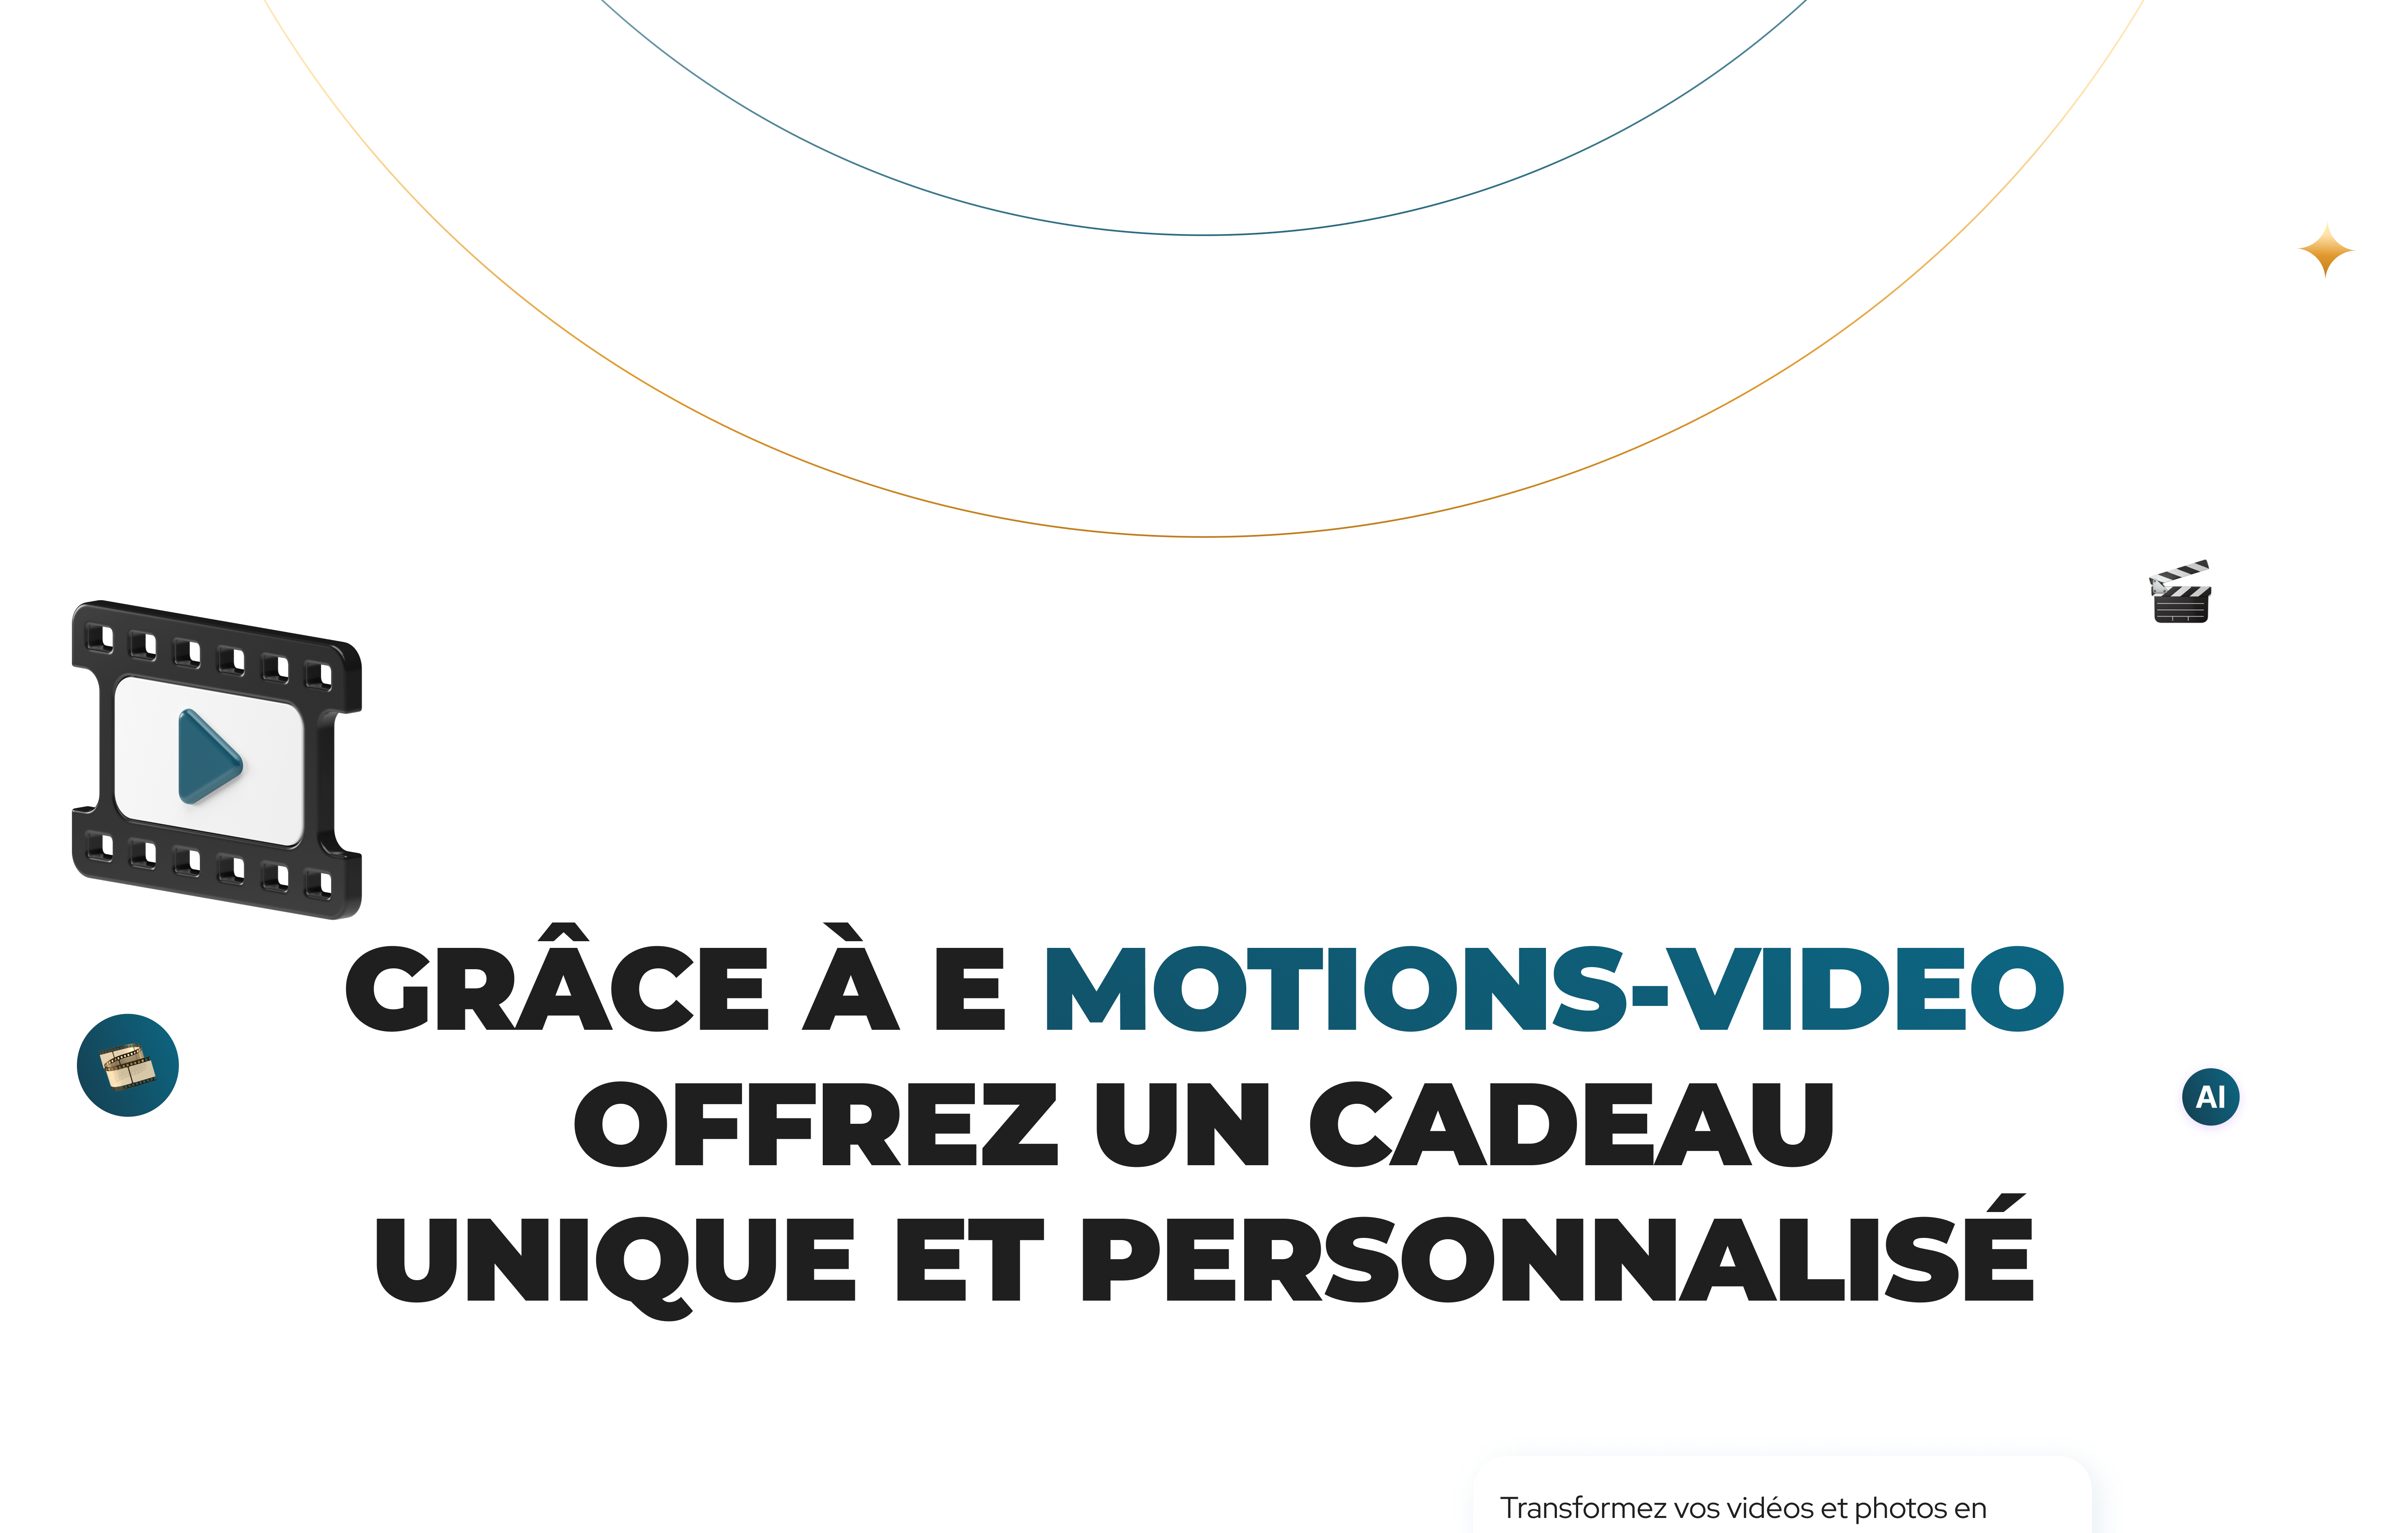 GRÂCE À E MOTIONS-VIDEO
OFFREZ UN CADEAU
AI
UNIQUE ET PERSONNALISÉ
Transformez vos vidéos et photos en